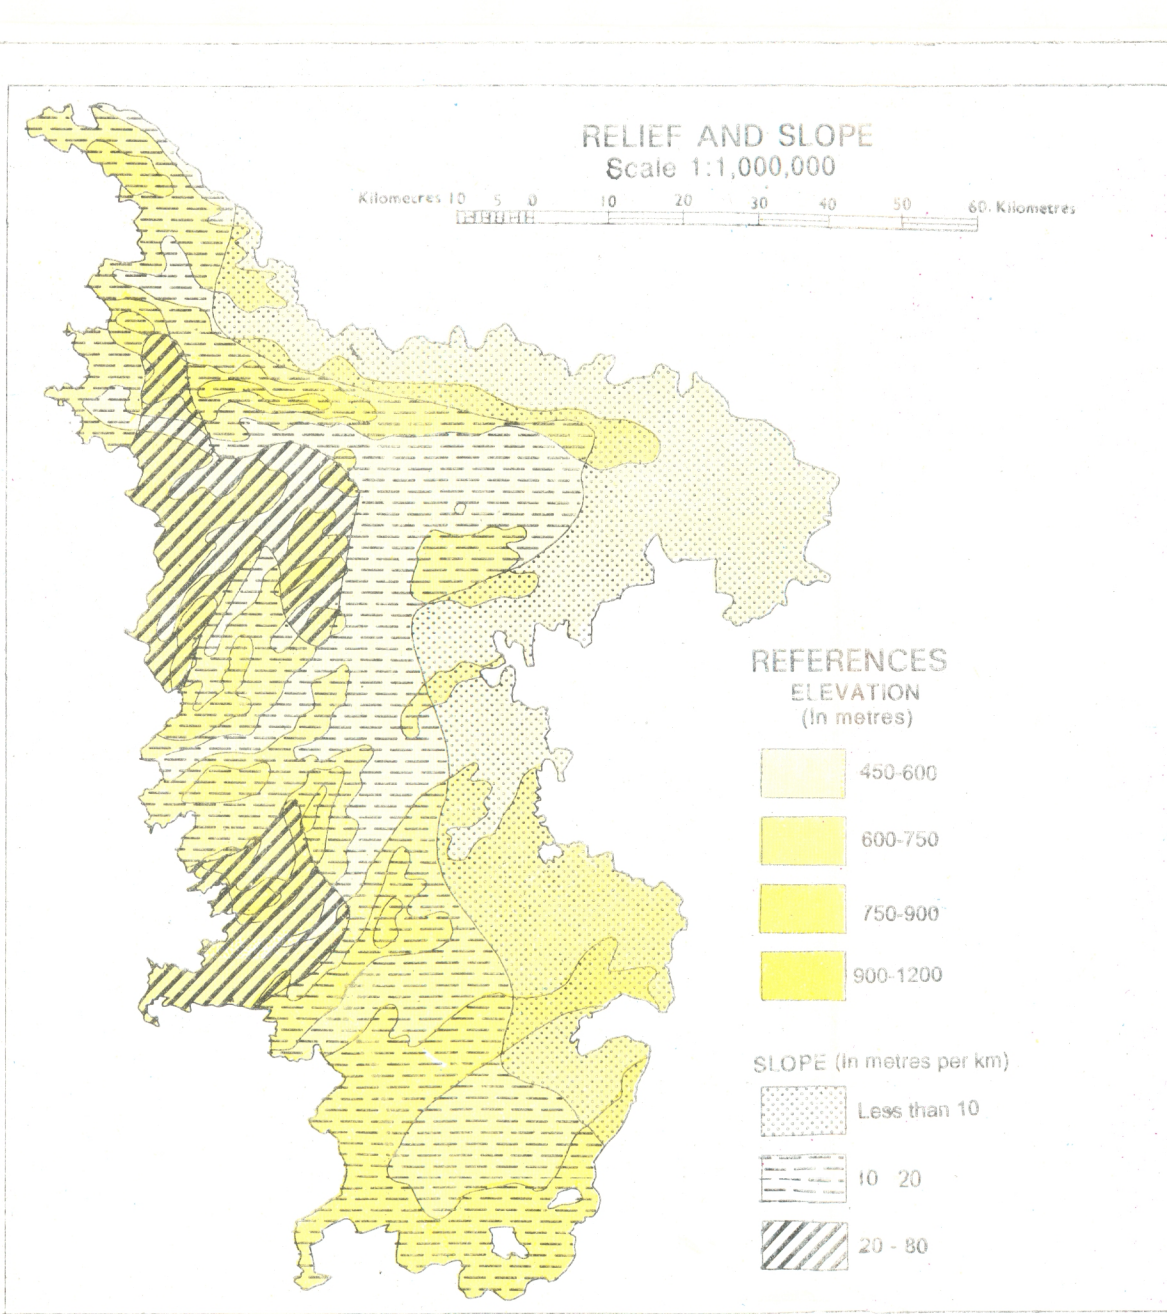 RELIEF AND SLOPE
Scale 1:1,000,000
Kilometres 10 5 0 10 20 30 40 50 60 Kilometres
REFERENCES
ELEVATION
(In metres)
450-600
600-750
750-900
900-1200
SLOPE (In metres per km)
Less than 10
10 20
20 - 80